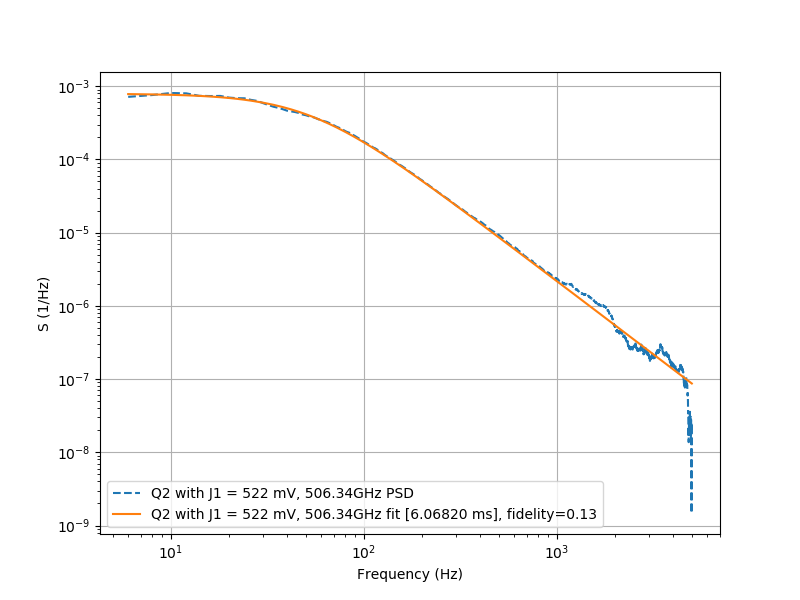 10⁻³
10⁻⁴
10⁻⁵
10⁻⁶
10⁻⁷
10⁻⁸
10⁻⁹
S (1/Hz)
Q2 with J1 = 522 mV, 506.34GHz PSD
Q2 with J1 = 522 mV, 506.34GHz fit [6.06820 ms], fidelity=0.13
10¹ 10² 10³
Frequency (Hz)